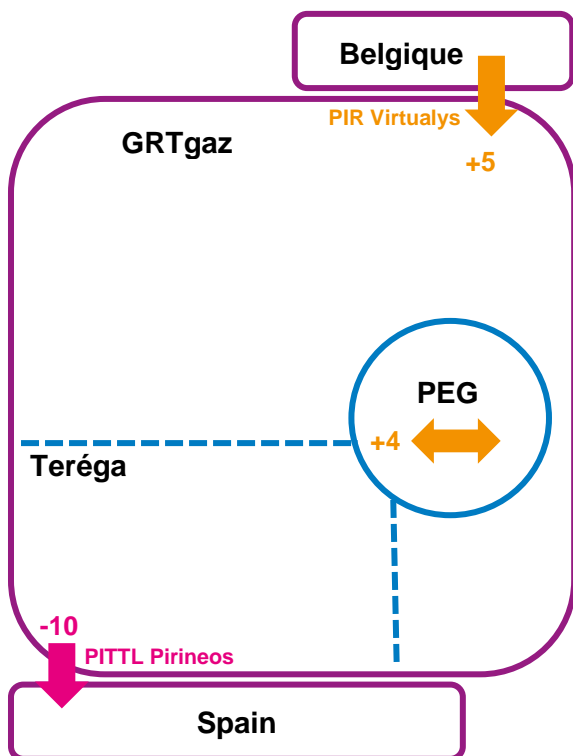 Belgique
PIR Virtualys
GRTgaz
+5
PEG
+4
Teréga
-10
PITTL Pirineos
Spain